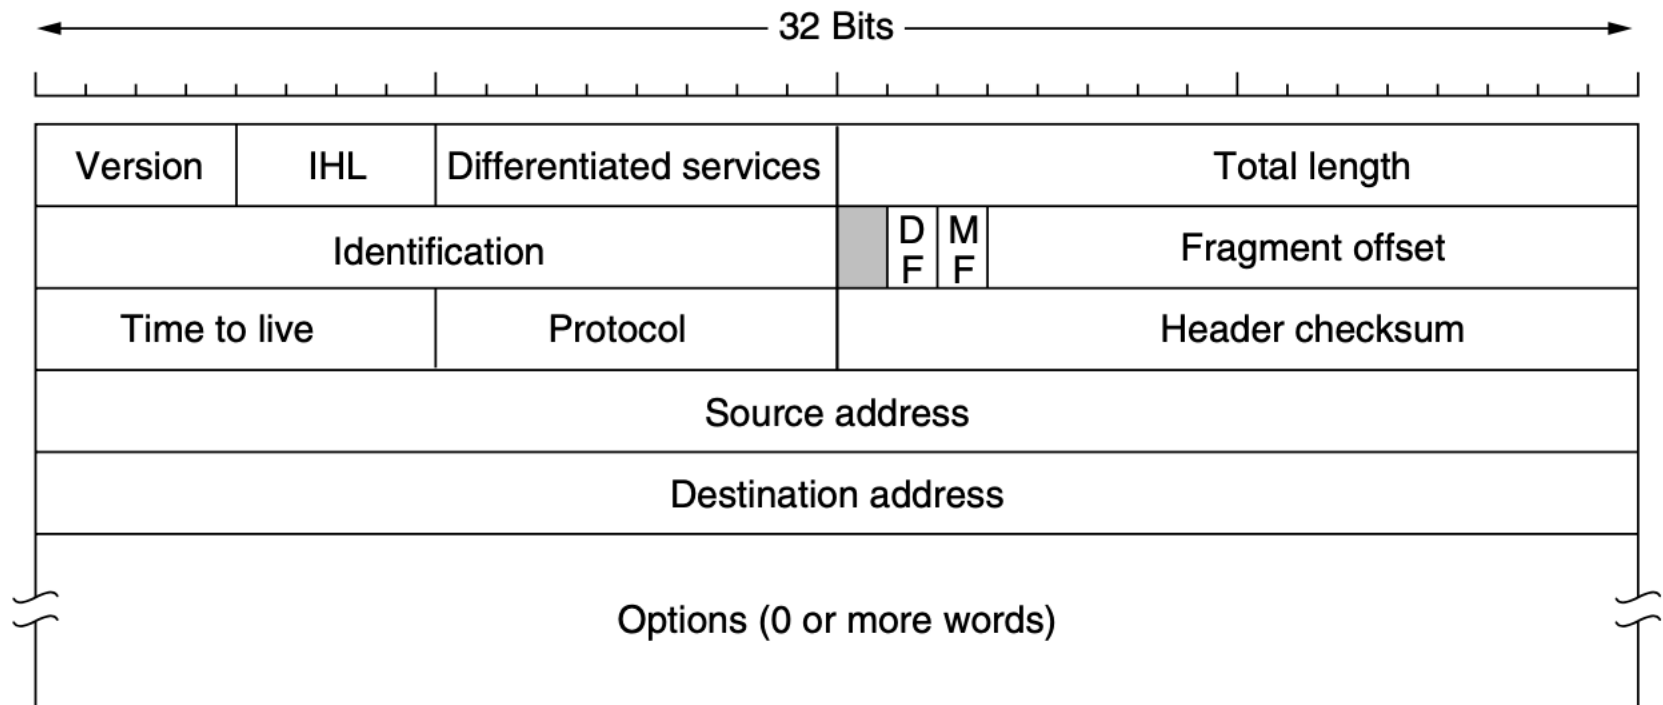 32 Bits
Version IHL Differentiated services Total length
Identification D F M F Fragment offset
Time to live Protocol Header checksum
Source address
Destination address
Options (0 or more words)